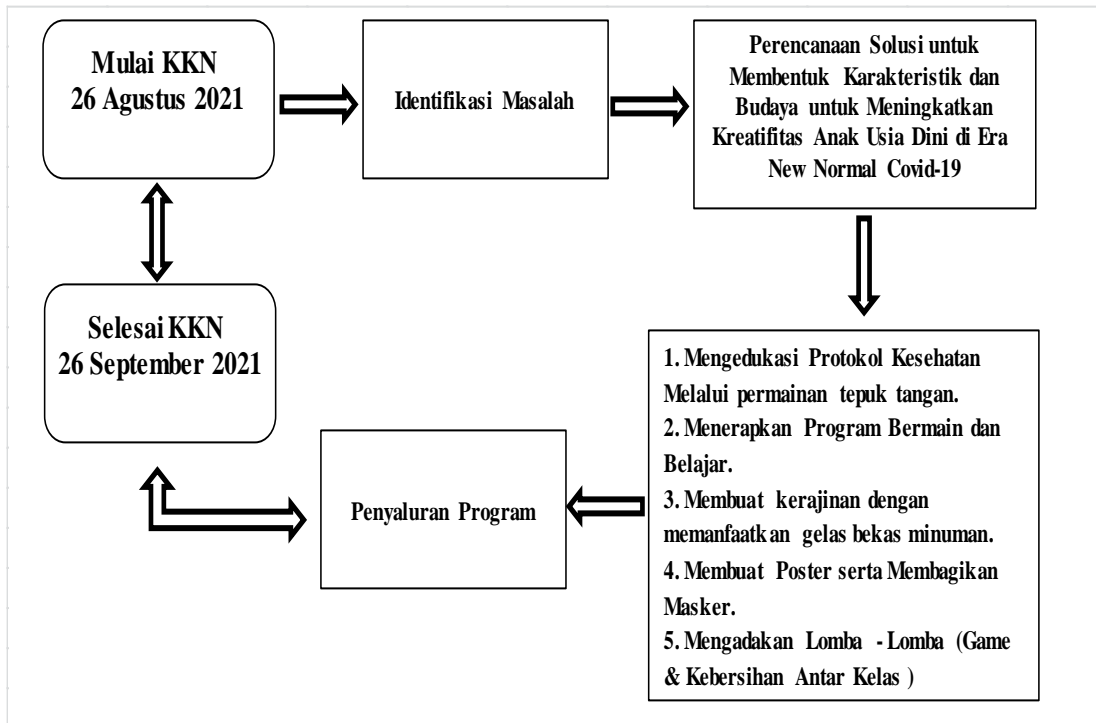 Mulai KKN
26 Agustus 2021
Identifikasi Masalah
Perencanaan Solusi untuk
Membentuk Karakteristik dan
Budaya untuk Meningkatkan
Kreatifitas Anak Usia Dini di Era
New Normal Covid-19
1. Mengedukasi Protokol Kesehatan
Melalui permainan tepuk tangan.
2. Menerapkan Program Bermain dan
Belajar.
3. Membuat kerajinan dengan
memanfaatkan gelas bekas minuman.
4. Membuat Poster serta Membagikan
Masker.
5. Mengadakan Lomba - Lomba (Game
& Kebersihan Antar Kelas )
Penyaluran Program
Selesai KKN
26 September 2021